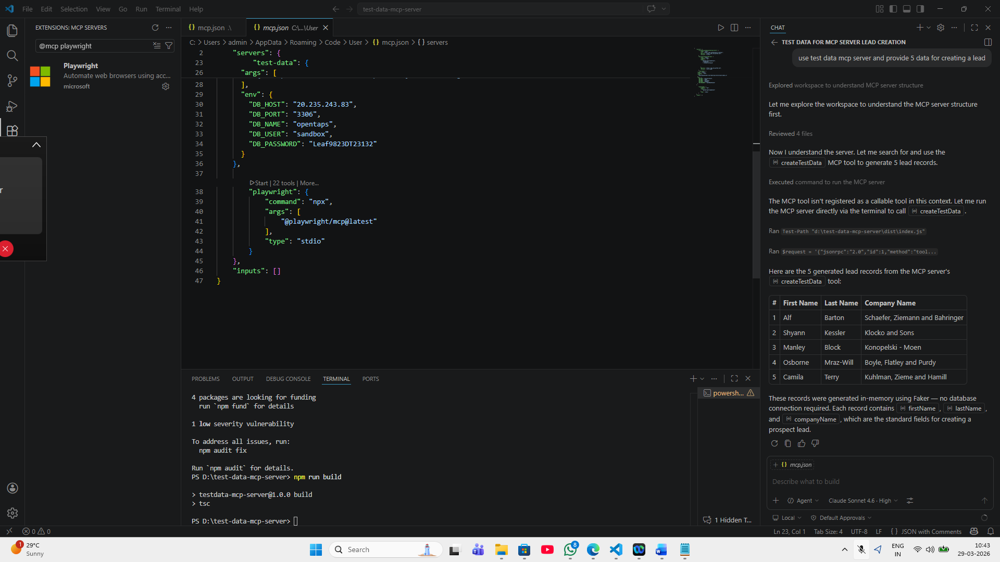 File Edit Selection View Go Run Terminal Help
test-data-mcp-server
EXTENSIONS: MCP SERVERS
@mcp playwright
Playwright
Automate web browsers using acc...
microsoft
r
mcp.json .\
mcp.json C:\...\User
C: > Users > admin > AppData > Roaming > Code > User > {} mcp.json > {} servers
2 "servers": {
23 "test-data": {
26 "args": [
28 ],
29 "env": {
30 "DB_HOST": "20.235.243.83",
31 "DB_PORT": "3306",
32 "DB_NAME": "opentaps",
33 "DB_USER": "sandbox",
34 "DB_PASSWORD": "Leaf9823DT23132"
35 }
36 },
37
Start | 22 tools | More...
38 "playwright": {
39 "command": "npx",
40 "args": [
41 "@playwright/mcp@latest"
42 ],
43 "type": "stdio"
44 }
45 },
46 "inputs": []
47 }
PROBLEMS OUTPUT DEBUG CONSOLE TERMINAL PORTS
4 packages are looking for funding
run `npm fund` for details
1 low severity vulnerability
To address all issues, run:
npm audit fix
Run `npm audit` for details.
PS D:\test-data-mcp-server> npm run build
> testdata-mcp-server@1.0.0 build
> tsc
PS D:\test-data-mcp-server>
powersh...
1 Hidden T...
CHAT
TEST DATA FOR MCP SERVER LEAD CREATION
use test data mcp server and provide 5 data for creating a lead
Explored workspace to understand MCP server structure
Let me explore the workspace to understand the MCP server structure
first.
Reviewed 4 files
Now I understand the server. Let me search for and use the
createTestData MCP tool to generate 5 lead records.
Executed command to run the MCP server
The MCP tool isn't registered as a callable tool in this context. Let me run
the MCP server directly via the terminal to call createTestData .
Ran Test-Path "d:\test-data-mcp-server\dist\index.js"
Ran $request = '{"jsonrpc":"2.0","id":1,"method":"tool...
Here are the 5 generated lead records from the MCP server's
createTestData tool:
# First Name Last Name Company Name
1 Alf Barton Schaefer, Ziemann and Bahringer
2 Shyann Kessler Klocko and Sons
3 Manley Block Konopelski - Moen
4 Osborne Mraz-Will Boyle, Flatley and Purdy
5 Camila Terry Kuhlman, Zieme and Hamill
These records were generated in-memory using Faker — no database
connection required. Each record contains firstName , lastName ,
and companyName , which are the standard fields for creating a
prospect lead.
{} mcp.json
Describe what to build
Agent Claude Sonnet 4.6 · High
Local Default Approvals
0 0
Ln 23, Col 1 Tab Size: 4 UTF-8 LF {} JSON with Comments
1
29°C
Sunny
Search
8
ENG
IN
10:43
29-03-2026